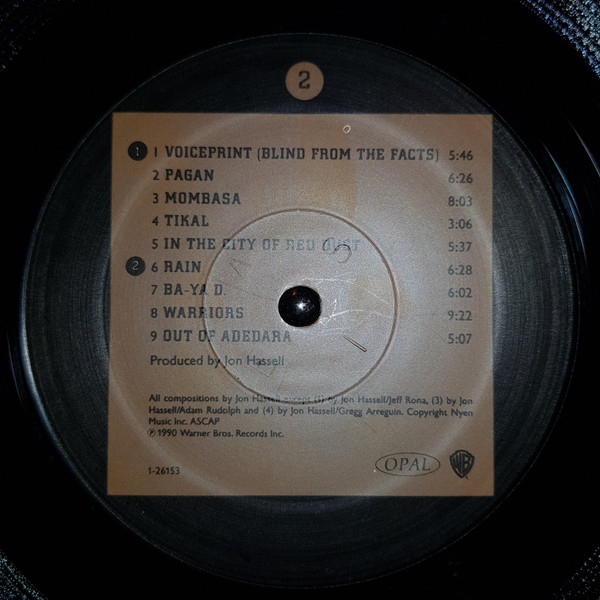 2
1 1 VOICEPRINT (BLIND FROM THE FACTS) 5:46
2 PAGAN 6:26
3 MOMBASA 8:03
4 TIKAL 3:06
5 IN THE CITY OF RED DUST 5:37
2 6 RAIN 6:28
7 BA-YA D. 6:02
8 WARRIORS 9:22
9 OUT OF ADEDARA 5:07
Produced by Jon Hassell
All compositions by Jon Hassell except (1) by Jon Hassell/Jeff Rona, (3) by Jon
Hassell/Adam Rudolph and (4) by Jon Hassell/Gregg Arreguin. Copyright Nyen
Music Inc. ASCAP
℗ 1990 Warner Bros. Records Inc.
1-26153
OPAL WB